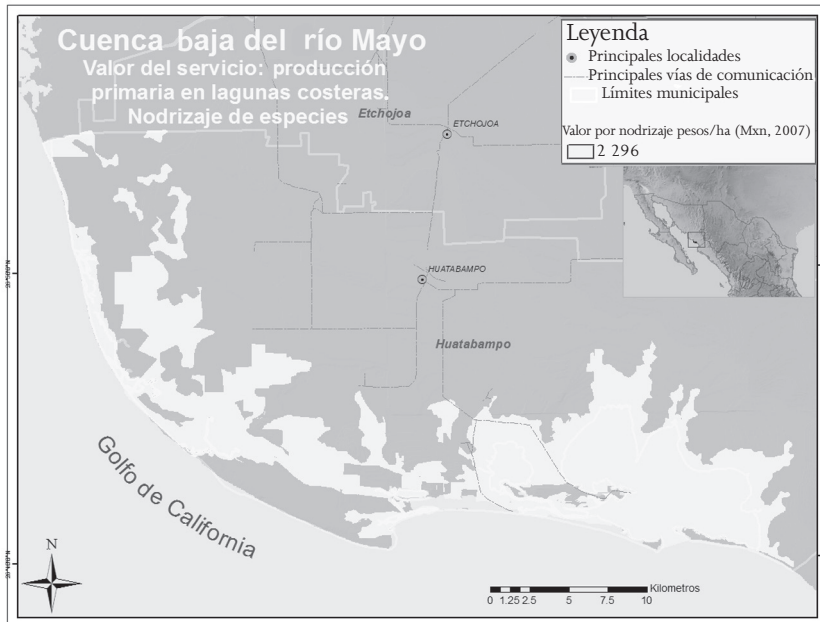 Cuenca baja del río Mayo
Valor del servicio: producción
primaria en lagunas costeras.
Nodrizaje de especies
Leyenda
Principales localidades
Principales vías de comunicación
Límites municipales
Valor por nodrizaje pesos/ha (Mxn, 2007)
2 296
Etchojoa
ETCHOJOA
HUATABAMPO
Huatabampo
Golfo de California
N
Kilometros
0 1.25 2.5 5 7.5 10